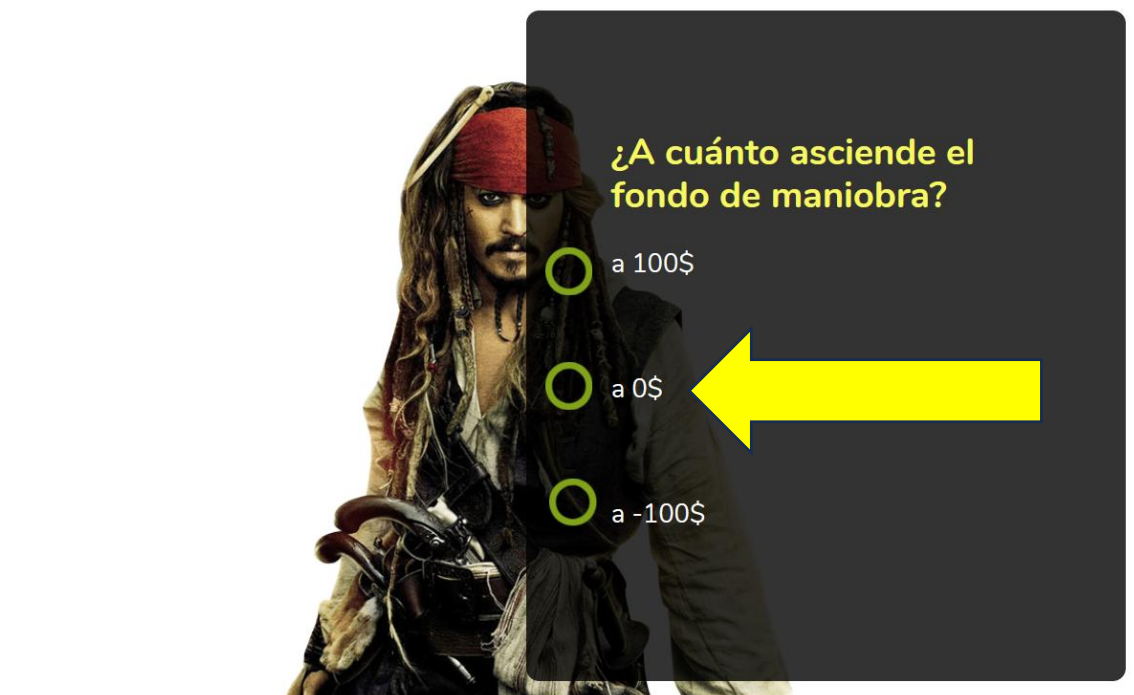 ¿A cuánto asciende el
fondo de maniobra?
a 100$
a 0$
a -100$